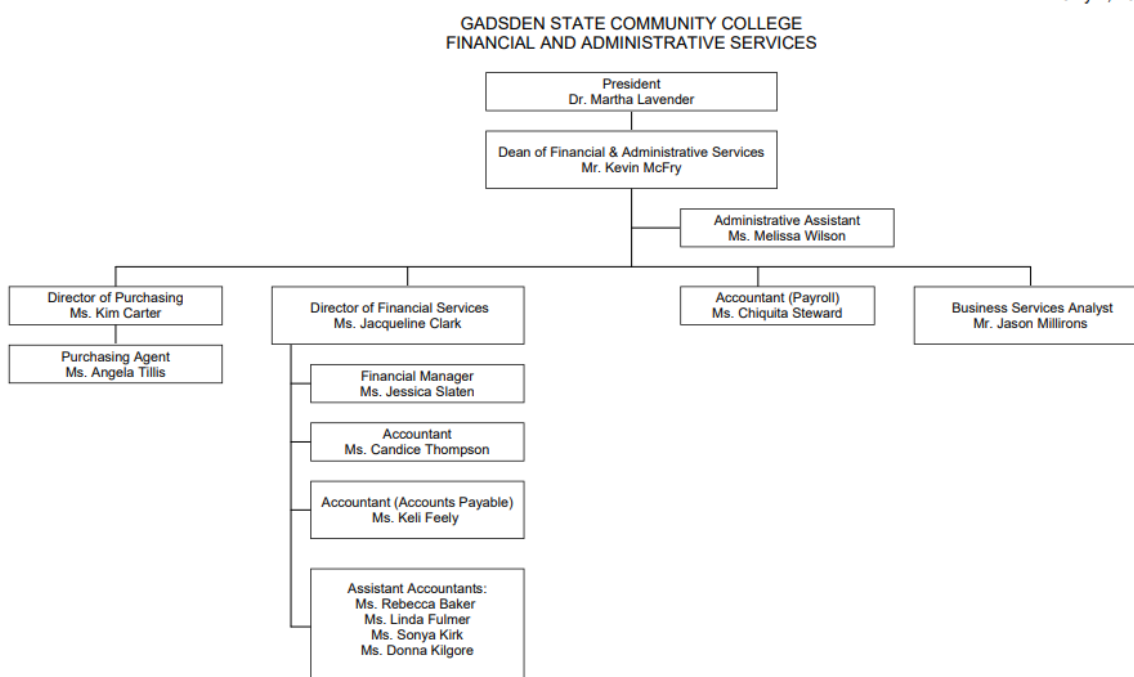 GADSDEN STATE COMMUNITY COLLEGE
FINANCIAL AND ADMINISTRATIVE SERVICES
President
Dr. Martha Lavender
Dean of Financial & Administrative Services
Mr. Kevin McFry
Administrative Assistant
Ms. Melissa Wilson
Director of Purchasing
Ms. Kim Carter
Director of Financial Services
Ms. Jacqueline Clark
Accountant (Payroll)
Ms. Chiquita Steward
Business Services Analyst
Mr. Jason Millirons
Purchasing Agent
Ms. Angela Tillis
Financial Manager
Ms. Jessica Slaten
Accountant
Ms. Candice Thompson
Accountant (Accounts Payable)
Ms. Keli Feely
Assistant Accountants:
Ms. Rebecca Baker
Ms. Linda Fulmer
Ms. Sonya Kirk
Ms. Donna Kilgore